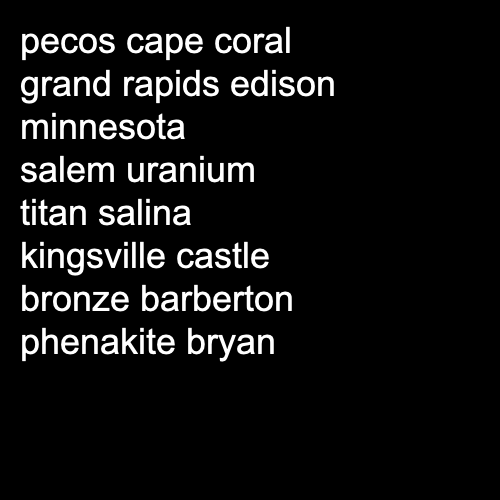 pecos cape coral
grand rapids edison
minnesota
salem uranium
titan salina
kingsville castle
bronze barberton
phenakite bryan